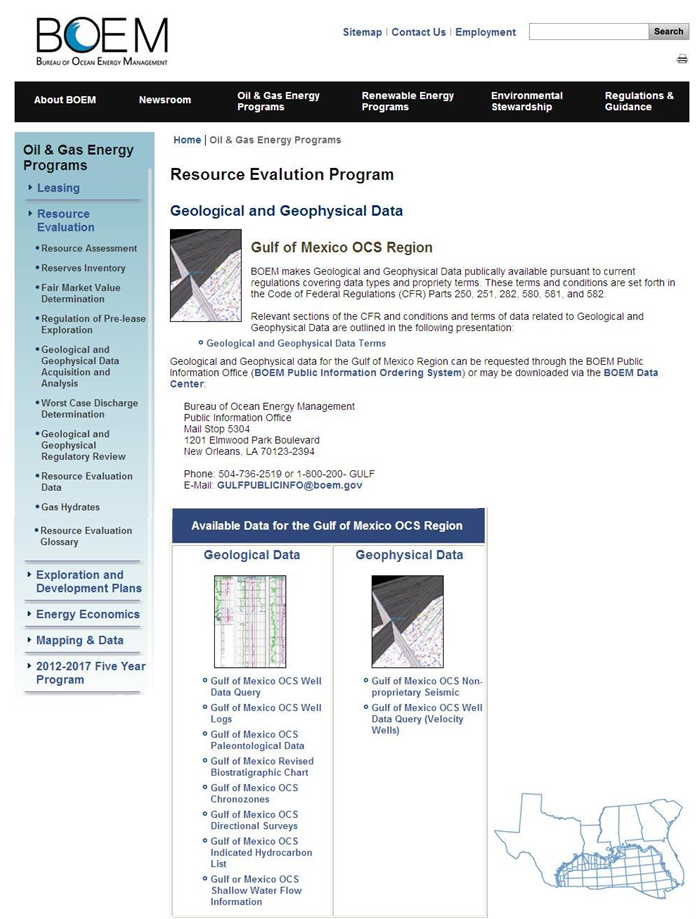 BOEM
BUREAU OF OCEAN ENERGY MANAGEMENT
Sitemap | Contact Us | Employment
Search
About BOEM
Newsroom
Oil & Gas Energy
Programs
Renewable Energy
Programs
Environmental
Stewardship
Regulations &
Guidance
Oil & Gas Energy
Programs
Leasing
Resource
Evaluation
Resource Assessment
Reserves Inventory
Fair Market Value
Determination
Regulation of Pre-lease
Exploration
Geological and
Geophysical Data
Acquisition and
Analysis
Worst Case Discharge
Determination
Geological and
Geophysical
Regulatory Review
Resource Evaluation
Data
Gas Hydrates
Resource Evaluation
Glossary
Exploration and
Development Plans
Energy Economics
Mapping & Data
2012-2017 Five Year
Program
Home | Oil & Gas Energy Programs
Resource Evalution Program
Geological and Geophysical Data
Gulf of Mexico OCS Region
BOEM makes Geological and Geophysical Data publically available pursuant to current
regulations covering data types and propriety terms. These terms and conditions are set forth in
the Code of Federal Regulations (CFR) Parts 250, 251, 282, 580, 581, and 582.
Relevant sections of the CFR and conditions and terms of data related to Geological and
Geophysical Data are outlined in the following presentation:
Geological and Geophysical Data Terms
Geological and Geophysical data for the Gulf of Mexico Region can be requested through the BOEM Public
Information Office (BOEM Public Information Ordering System) or may be downloaded via the BOEM Data
Center:
Bureau of Ocean Energy Management
Public Information Office
Mail Stop 5304
1201 Elmwood Park Boulevard
New Orleans, LA 70123-2394
Phone: 504-736-2519 or 1-800-200- GULF
E-Mail: GULFPUBLICINFO@boem.gov
Available Data for the Gulf of Mexico OCS Region
Geological Data
Gulf of Mexico OCS Well
Data Query
Gulf of Mexico OCS Well
Logs
Gulf of Mexico OCS
Paleontological Data
Gulf of Mexico Revised
Biostratigraphic Chart
Gulf of Mexico OCS
Chronozones
Gulf of Mexico OCS
Directional Surveys
Gulf of Mexico OCS
Indicated Hydrocarbon
List
Gulf or Mexico OCS
Shallow Water Flow
Information
Geophysical Data
Gulf of Mexico OCS Non-
proprietary Seismic
Gulf of Mexico OCS Well
Data Query (Velocity
Wells)